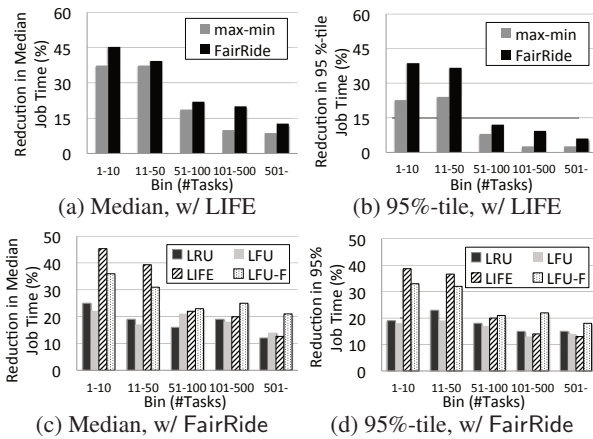 Redcution in Median
Job Time (%)
45
30
15
0
max-min
FairRide
1-10 11-50 51-100 101-500 501-
Bin (#Tasks)
(a) Median, w/ LIFE
Redcution in 95 %-tile
Job Time (%)
60
45
30
15
0
max-min
FairRide
1-10 11-50 51-100 101-500 501-
Bin (#Tasks)
(b) 95%-tile, w/ LIFE
Reduction in Median
Job Time (%)
50
40
30
20
10
0
LRU LFU
LIFE LFU-F
1-10 11-50 51-100 101-500 501-
(c) Median, w/ FairRide
Reduction in 95%
Job Time (%)
50
40
30
20
10
0
LRU LFU
LIFE LFU-F
1-10 11-50 51-100 101-500 501-
(d) 95%-tile, w/ FairRide